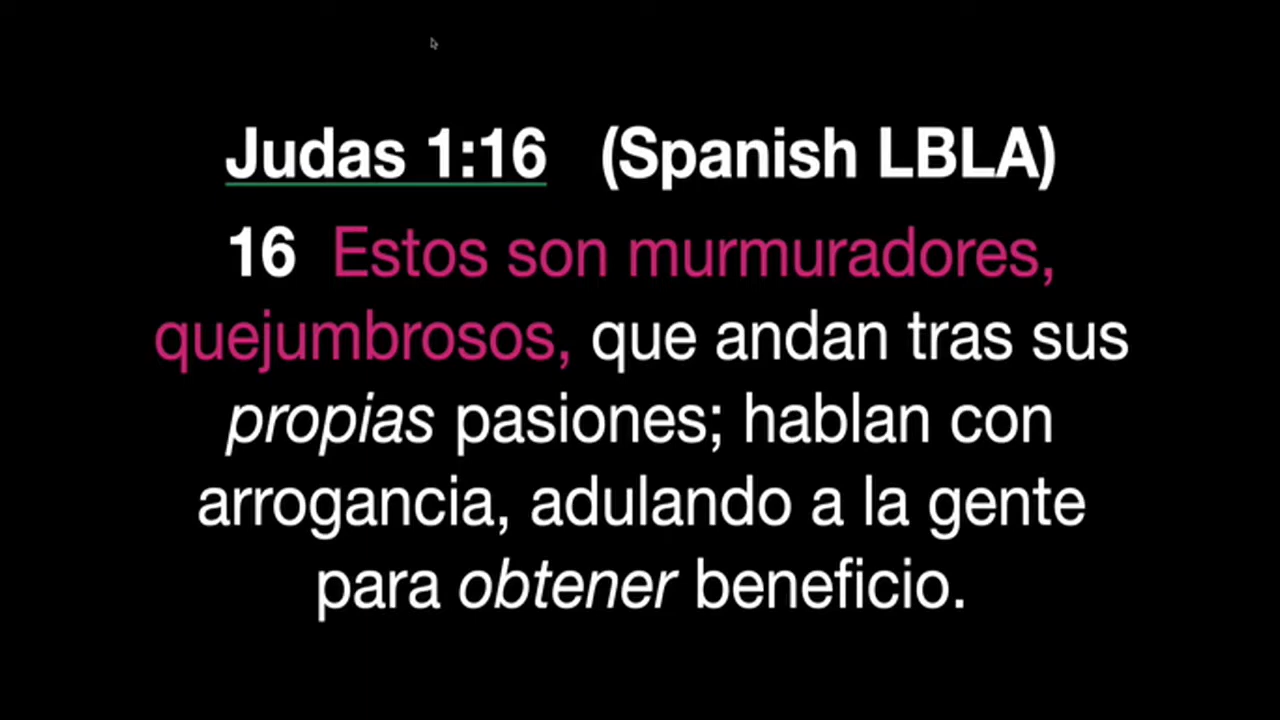 Judas 1:16 (Spanish LBLA)
16 Estos son murmuradores,
quejumbrosos, que andan tras sus
propias pasiones; hablan con
arrogancia, adulando a la gente
para obtener beneficio.